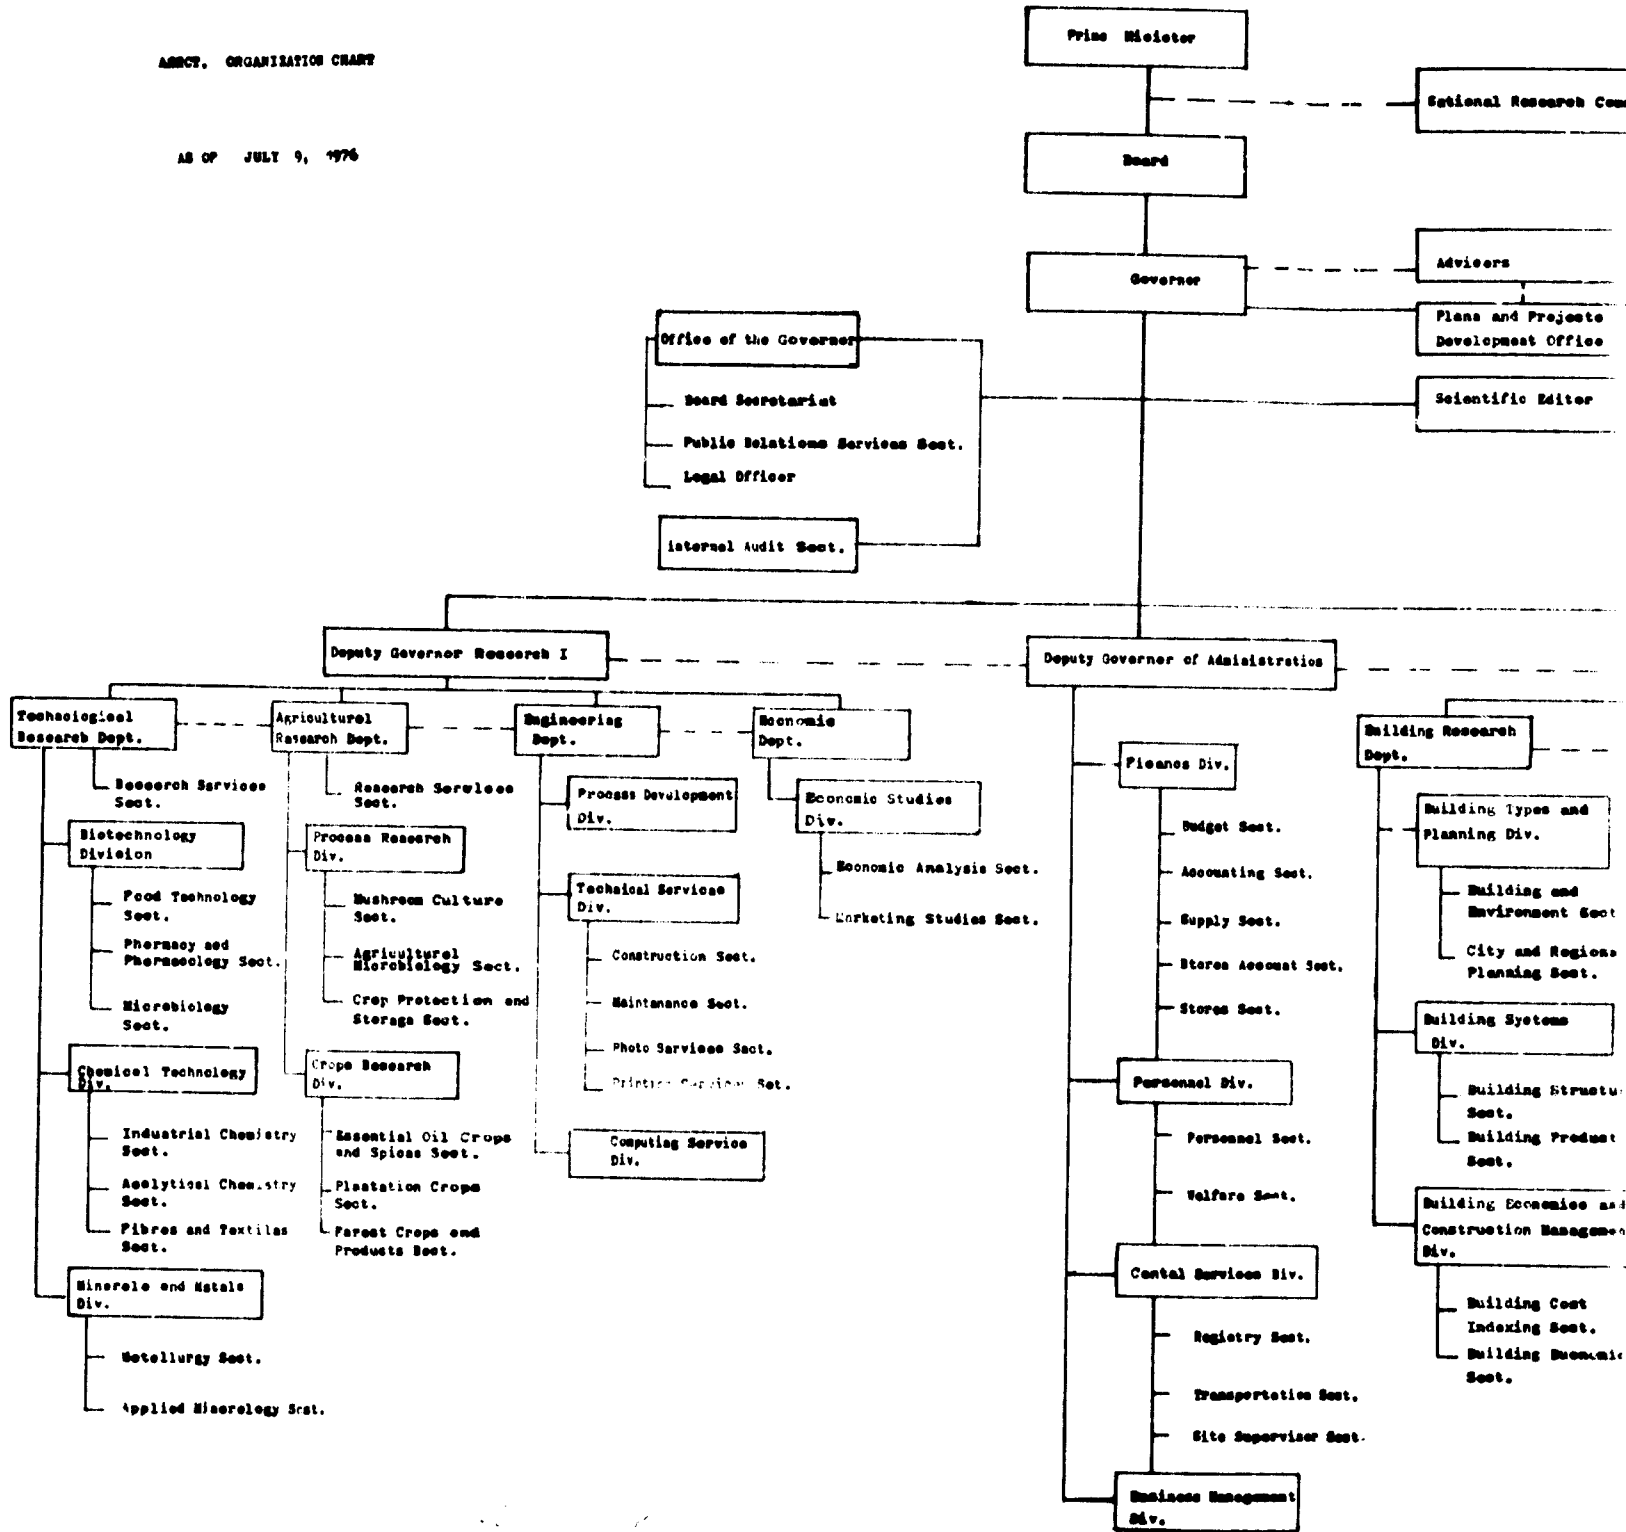 ASRCT. ORGANIZATION CHART
AS OF JULY 9, 1976
Prime Minister
National Research
Board
Governor
Advisers
Plans and Projects
Development Office
Scientific Editor
Office of the Governor
Board Secretariat
Public Relations Services Sect.
Legal Officer
Internal Audit Sect.
Deputy Governor Research I
Deputy Governor of Administration
Technological
Research Dept.
Research Services
Sect.
Biotechnology
Division
Food Technology
Sect.
Pharmacy and
Pharmacology Sect.
Microbiology
Sect.
Chemical Technology
Div.
Industrial Chemistry
Sect.
Analytical Chemistry
Sect.
Fibres and Textiles
Sect.
Minerals and Metals
Div.
Metallurgy Sect.
Applied Minerology Sect.
Agricultural
Research Dept.
Research Services
Sect.
Process Research
Div.
Mushroom Culture
Sect.
Agricultural
Microbiology Sect.
Crop Protection and
Storage Sect.
Crops Research
Div.
Essential Oil Crops
and Spices Sect.
Plantation Crops
Sect.
Forest Crops and
Products Sect.
Engineering
Dept.
Process Development
Div.
Technical Services
Div.
Construction Sect.
Maintanance Sect.
Photo Services Sect.
Printing Services Sct.
Computing Service
Div.
Economic
Dept.
Economic Studies
Div.
Economic Analysis Sect.
Marketing Studies Sect.
Finance Div.
Budget Sect.
Accounting Sect.
Supply Sect.
Stores Account Sect.
Stores Sect.
Personnel Div.
Personnel Sect.
Welfare Sect.
Contal Services Div.
Registry Sect.
Transportation Sect.
Site Supervisor Sect.
Business Management
Div.
Building Research
Dept.
Building Types and
Planning Div.
Building and
Environment Sect
City and Regiona
Planning Sect.
Building Systems
Div.
Building Structu
Sect.
Building Product
Sect.
Building Economics and
Construction Managemen
Div.
Building Cost
Indexing Sect.
Building Economic
Sect.